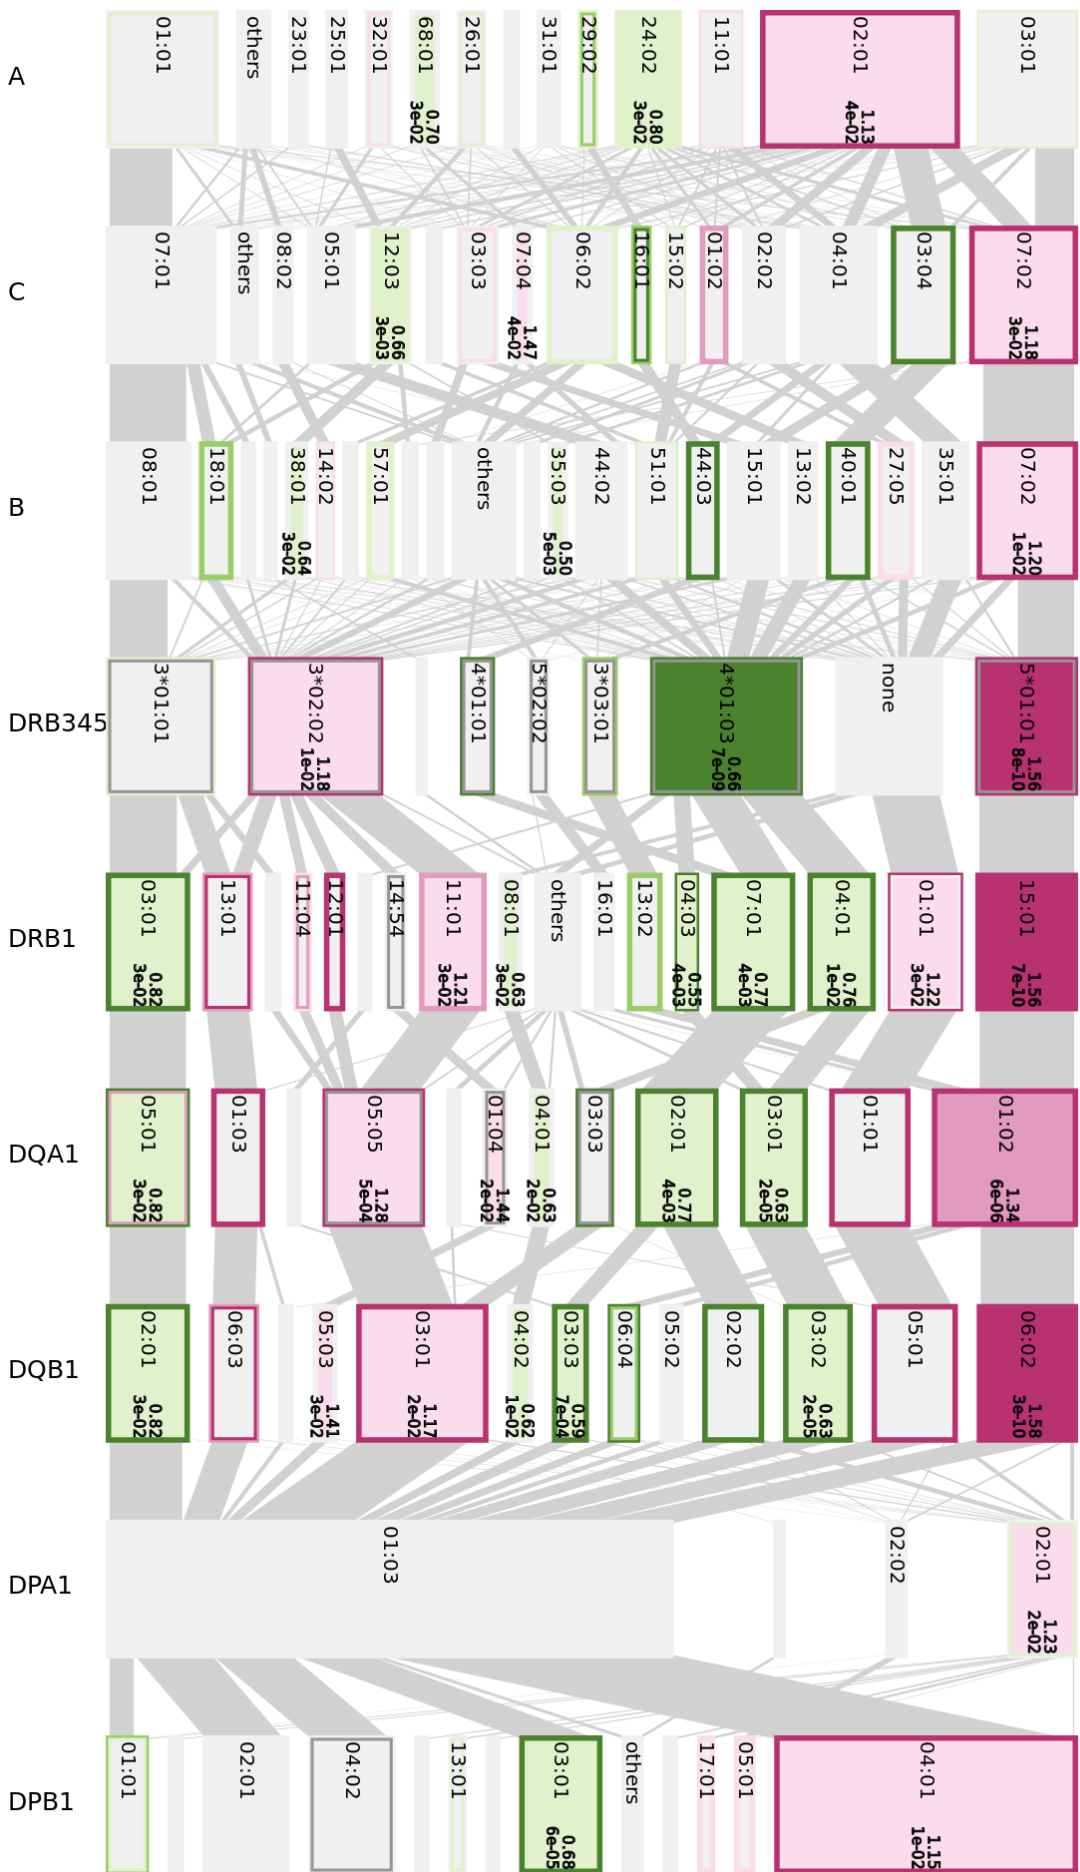 A
01:01
others
23:01
25:01
32:01
68:01
0.70
3e-02
26:01
31:01
29:02
24:02
0.80
3e-02
11:01
02:01
1.13
4e-02
03:01
C
07:01
others
08:02
05:01
12:03
0.66
3e-03
03:03
07:04
1.47
4e-02
06:02
16:01
15:02
01:02
02:02
04:01
03:04
07:02
1.18
3e-02
B
08:01
18:01
38:01
0.64
3e-02
14:02
57:01
others
35:03
0.50
5e-03
44:02
51:01
44:03
15:01
13:02
40:01
27:05
35:01
07:02
1.20
1e-02
DRB345
3*01:01
3*02:02
1.18
1e-02
4*01:01
5*02:02
3*03:01
4*01:03
0.66
7e-09
none
5*01:01
1.56
8e-10
DRB1
03:01
0.82
3e-02
13:01
11:04
12:01
14:54
11:01
1.21
3e-02
08:01
0.63
3e-02
others
16:01
13:02
04:03
0.55
4e-03
07:01
0.77
4e-03
04:01
0.76
1e-02
01:01
1.22
3e-02
15:01
1.56
7e-10
DQA1
05:01
0.82
3e-02
01:03
05:05
1.28
5e-04
01:04
1.44
2e-02
04:01
0.63
2e-02
03:03
02:01
0.77
4e-03
03:01
0.63
2e-05
01:01
01:02
1.34
6e-06
DQB1
02:01
0.82
3e-02
06:03
05:03
1.41
3e-02
03:01
1.17
2e-02
04:02
0.62
1e-02
03:03
0.59
7e-04
06:04
05:02
02:02
03:02
0.63
2e-05
05:01
06:02
1.58
3e-10
DPA1
01:03
02:02
02:01
1.23
2e-02
DPB1
01:01
02:01
04:02
13:01
03:01
0.68
6e-05
others
17:01
05:01
04:01
1.15
1e-02